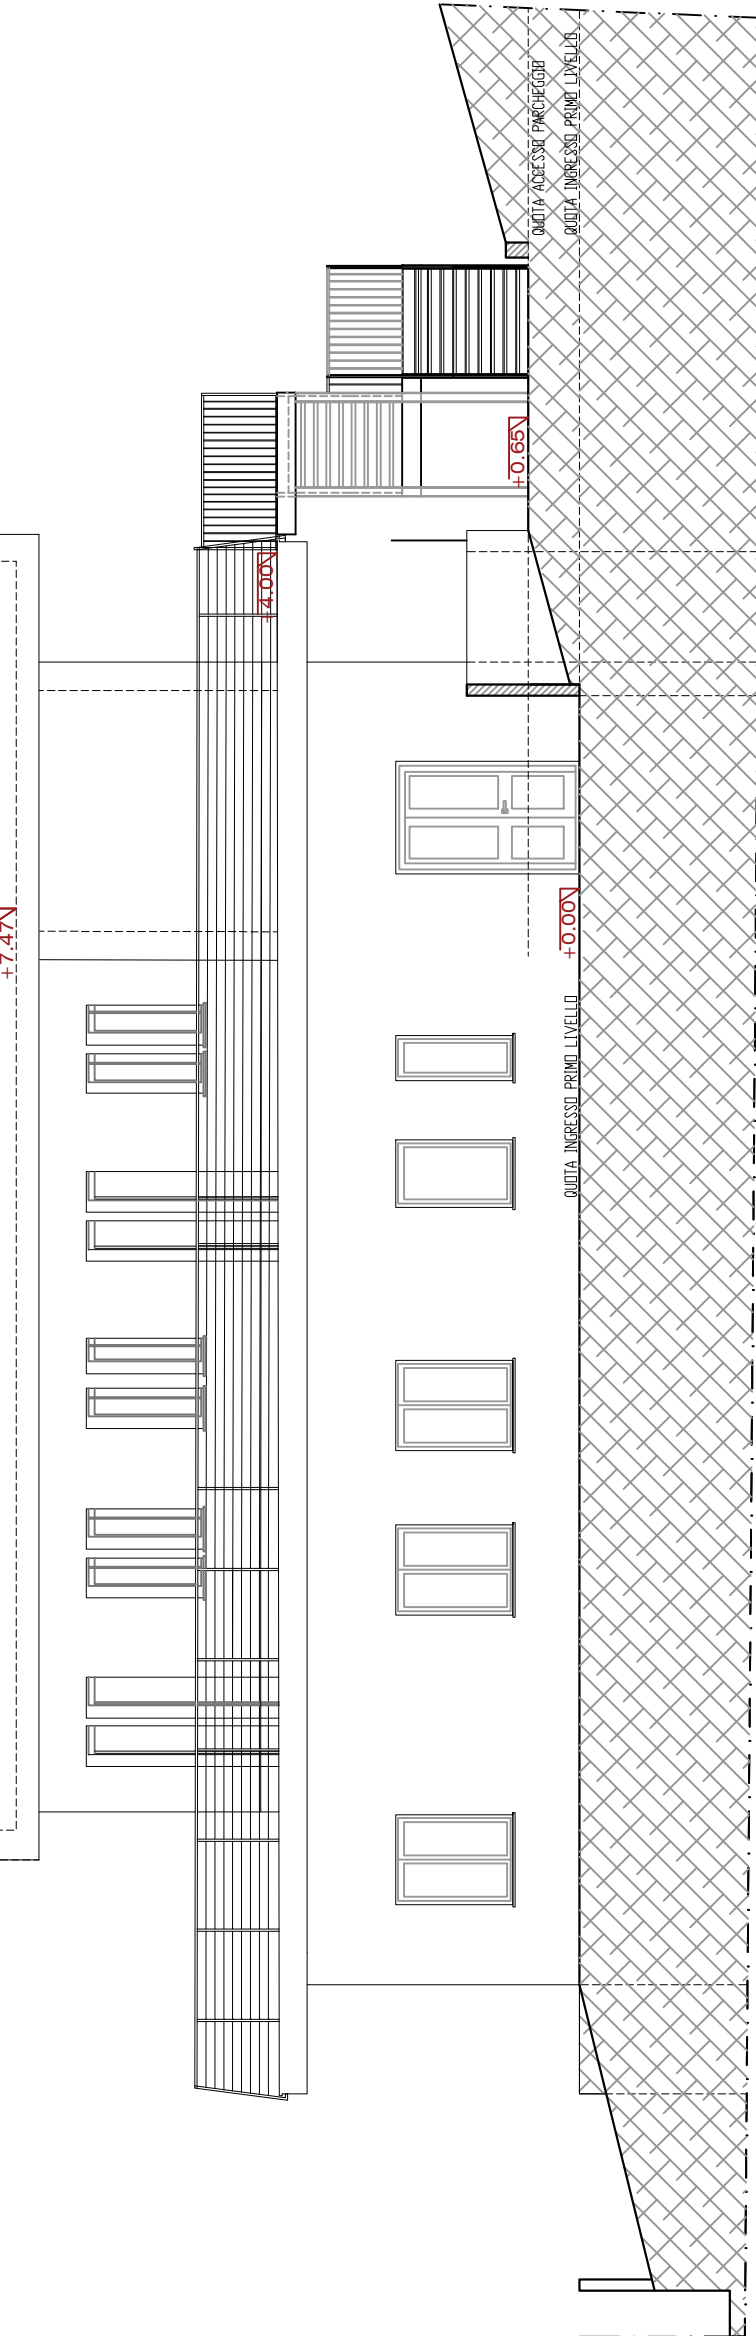 QUOTA ACCESSO PARCHEGGIO
QUOTA INGRESSO PRIMO LIVELLO
+0.65
+4.00
+7.47
+0.00
QUOTA INGRESSO PRIMO LIVELLO